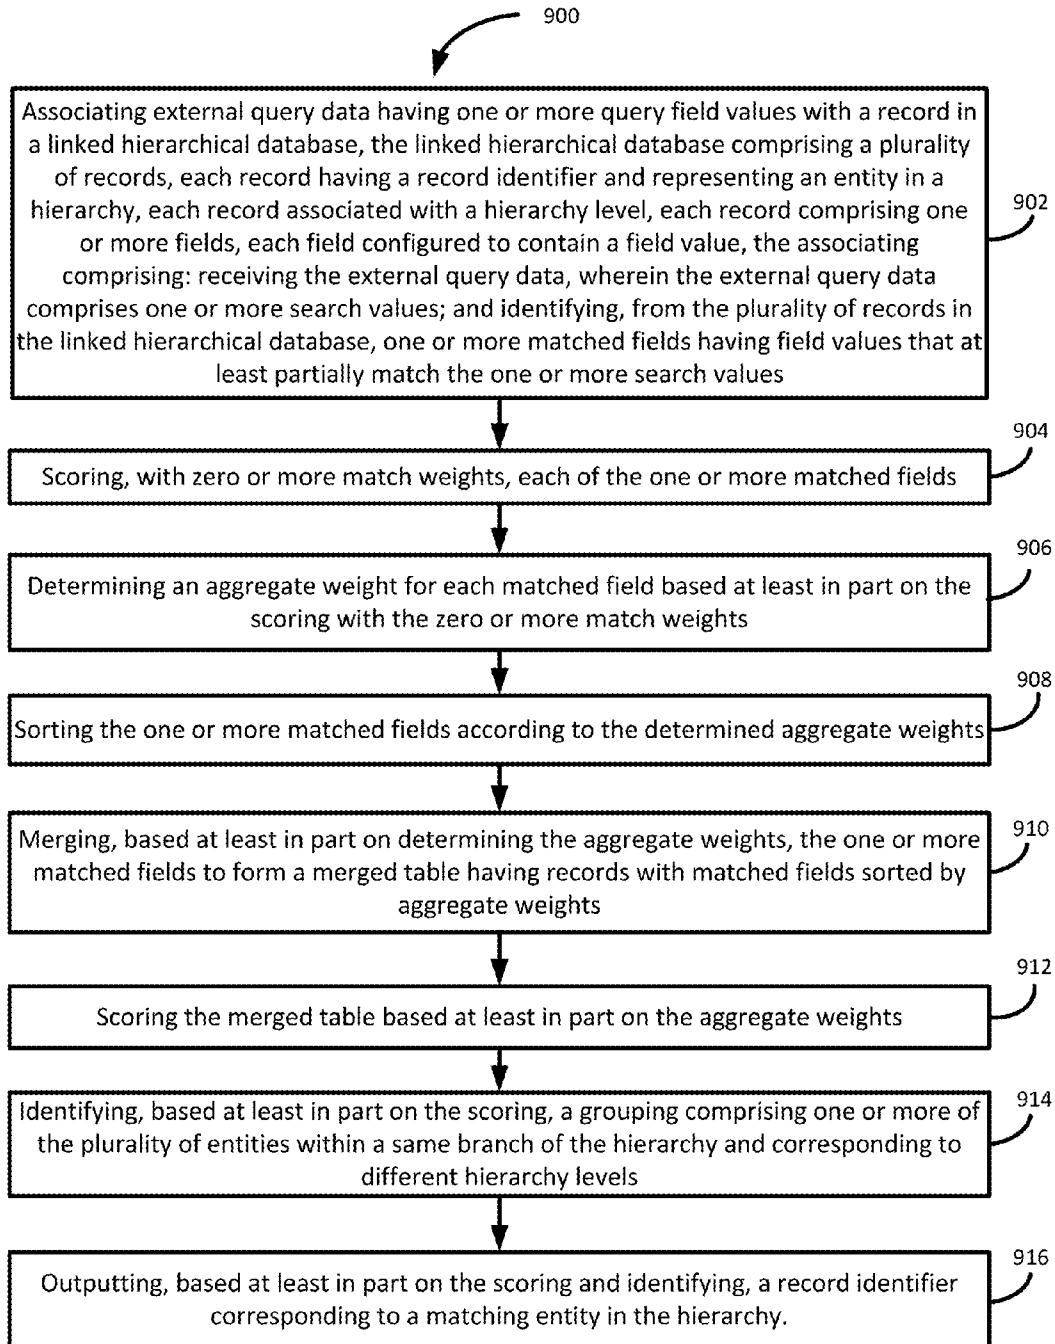 900
Associating external query data having one or more query field values with a record in
a linked hierarchical database, the linked hierarchical database comprising a plurality
of records, each record having a record identifier and representing an entity in a
hierarchy, each record associated with a hierarchy level, each record comprising one
or more fields, each field configured to contain a field value, the associating
comprising: receiving the external query data, wherein the external query data
comprises one or more search values; and identifying, from the plurality of records in
the linked hierarchical database, one or more matched fields having field values that at
least partially match the one or more search values
902
904
Scoring, with zero or more match weights, each of the one or more matched fields
906
Determining an aggregate weight for each matched field based at least in part on the
scoring with the zero or more match weights
908
Sorting the one or more matched fields according to the determined aggregate weights
910
Merging, based at least in part on determining the aggregate weights, the one or more
matched fields to form a merged table having records with matched fields sorted by
aggregate weights
912
Scoring the merged table based at least in part on the aggregate weights
914
Identifying, based at least in part on the scoring, a grouping comprising one or more of
the plurality of entities within a same branch of the hierarchy and corresponding to
different hierarchy levels
916
Outputting, based at least in part on the scoring and identifying, a record identifier
corresponding to a matching entity in the hierarchy.